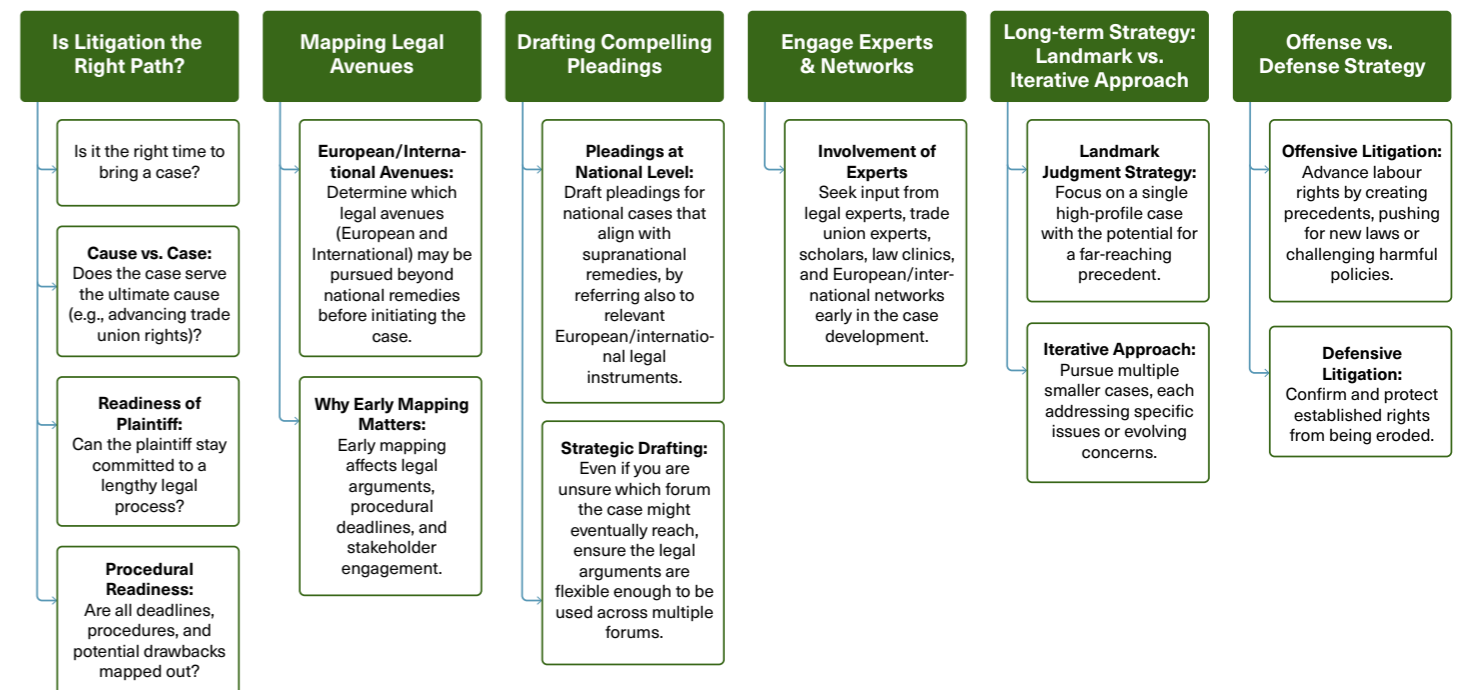 Is Litigation the
Right Path?
Is it the right time to
bring a case?
Cause vs. Case:
Does the case serve
the ultimate cause
(e.g., advancing trade
union rights)?
Readiness of
Plaintiff:
Can the plaintiff stay
committed to a
lengthy legal
process?
Procedural
Readiness:
Are all deadlines,
procedures, and
potential drawbacks
mapped out?
Mapping Legal
Avenues
European/Interna-
tional Avenues:
Determine which
legal avenues
(European and
International) may be
pursued beyond
national remedies
before initiating the
case.
Why Early Mapping
Matters:
Early mapping
affects legal
arguments,
procedural
deadlines, and
stakeholder
engagement.
Drafting Compelling
Pleadings
Pleadings at
National Level:
Draft pleadings for
national cases that
align with
supranational
remedies, by
referring also to
relevant
European/internatio-
nal legal
instruments.
Strategic Drafting:
Even if you are
unsure which forum
the case might
eventually reach,
ensure the legal
arguments are
flexible enough to be
used across multiple
forums.
Engage Experts
& Networks
Involvement of
Experts
Seek input from
legal experts, trade
union experts,
scholars, law clinics,
and European/inter-
national networks
early in the case
development.
Long-term Strategy:
Landmark vs.
Iterative Approach
Landmark
Judgment Strategy:
Focus on a single
high-profile case
with the potential for
a far-reaching
precedent.
Iterative Approach:
Pursue multiple
smaller cases, each
addressing specific
issues or evolving
concerns.
Offense vs.
Defense Strategy
Offensive Litigation:
Advance labour
rights by creating
precedents, pushing
for new laws or
challenging harmful
policies.
Defensive
Litigation:
Confirm and protect
established rights
from being eroded.